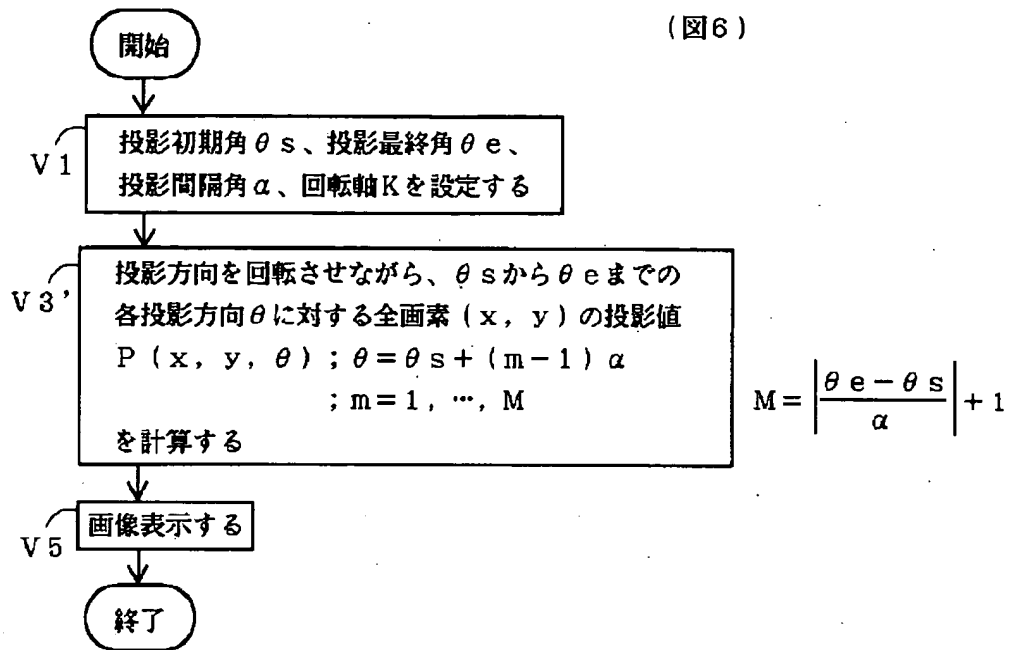 (図6)
開始
V1
投影初期角θs、投影最終角θe、
投影間隔角α、回転軸Kを設定する
V3'
投影方向を回転させながら、θsからθeまでの
各投影方向θに対する全画素(x, y)の投影値
P(x, y, θ);θ=θs+(m-1)α
;m=1, …, M
を計算する
M=|(θe-θs)/α|+1
V5
画像表示する
終了